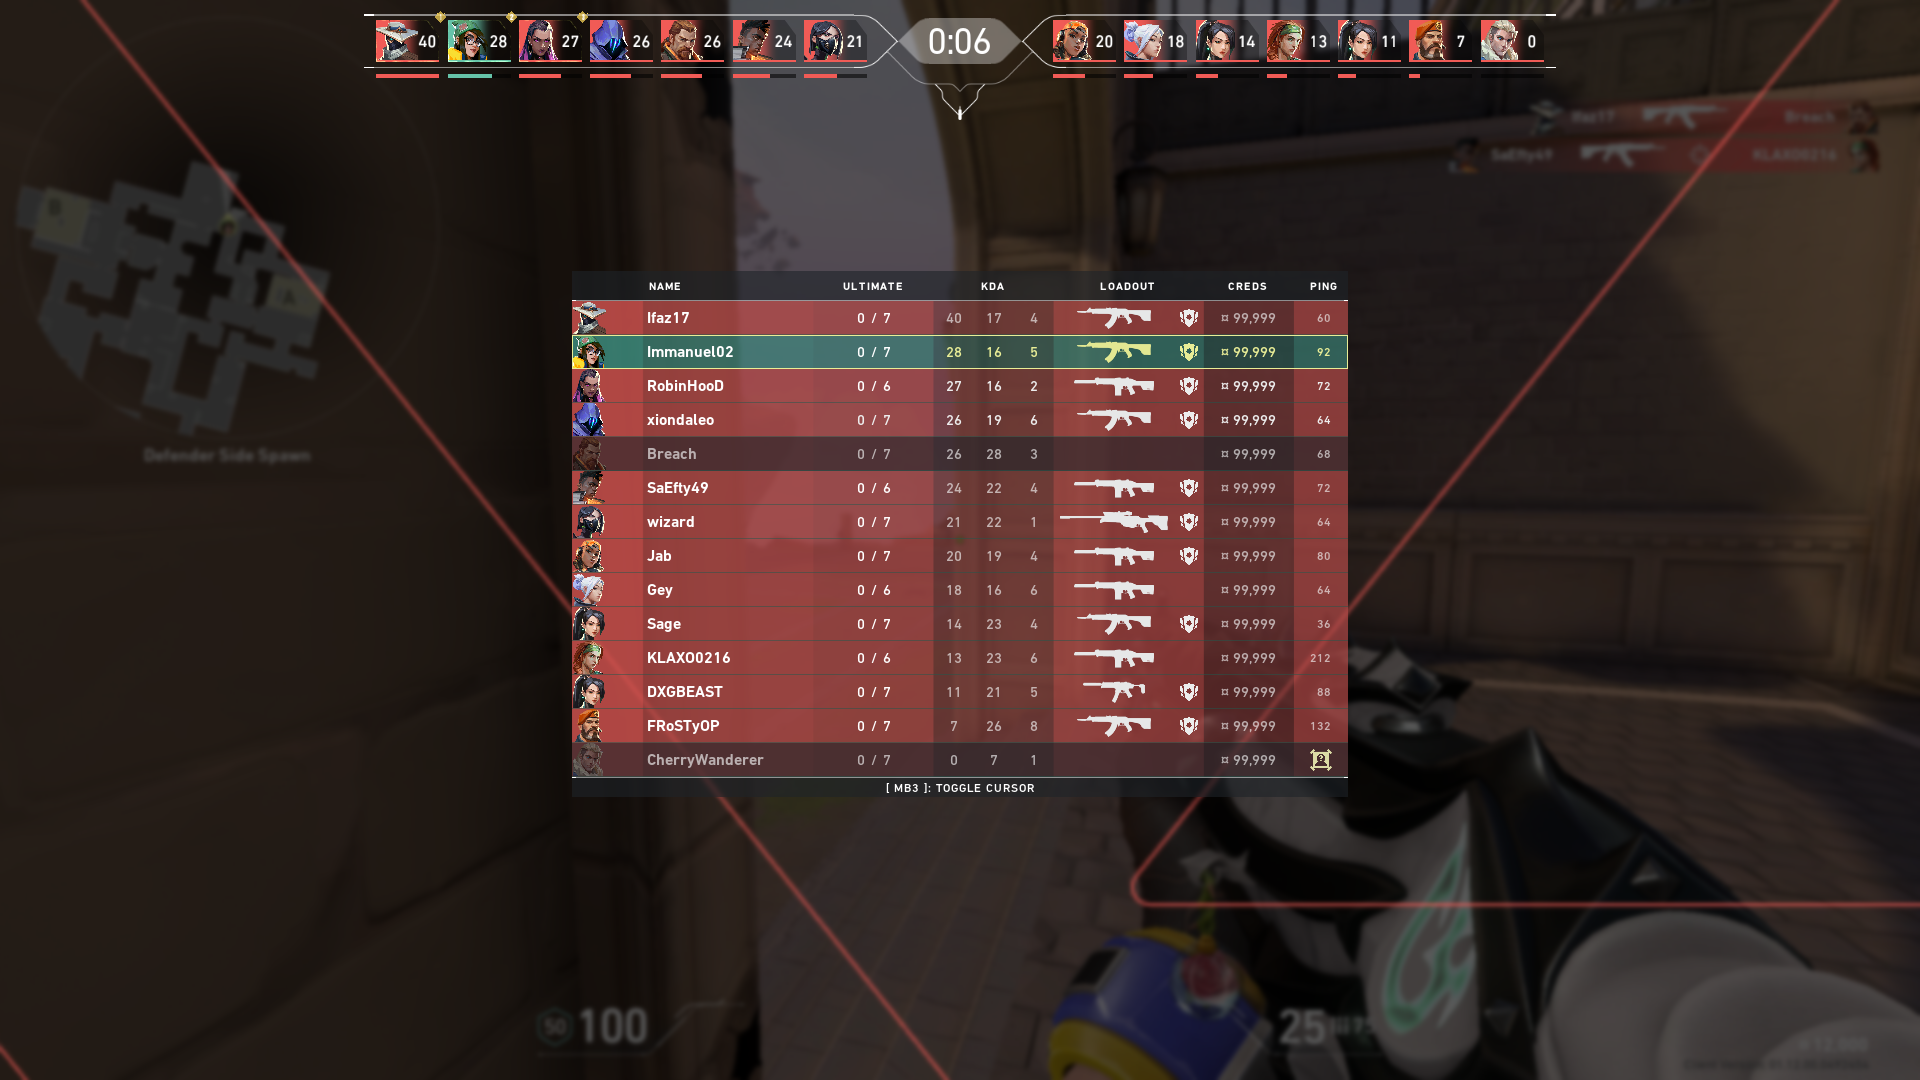 40 28 27 26 26 24 21 0:06 20 18 14 13 11 7 0
Ifaz17 Breach
SaEfty49 KLAXO0216
B
A
Defender Side Spawn
NAME ULTIMATE KDA LOADOUT CREDS PING
Ifaz17 0 / 7 40 17 4 ¤ 99,999 60
Immanuel02 0 / 7 28 16 5 ¤ 99,999 92
RobinHooD 0 / 6 27 16 2 ¤ 99,999 72
xiondaleo 0 / 7 26 19 6 ¤ 99,999 64
Breach 0 / 7 26 28 3 ¤ 99,999 68
SaEfty49 0 / 6 24 22 4 ¤ 99,999 72
wizard 0 / 7 21 22 1 ¤ 99,999 64
Jab 0 / 7 20 19 4 ¤ 99,999 80
Gey 0 / 6 18 16 6 ¤ 99,999 64
Sage 0 / 7 14 23 4 ¤ 99,999 36
KLAXO0216 0 / 6 13 23 6 ¤ 99,999 212
DXGBEAST 0 / 7 11 21 5 ¤ 99,999 88
FRoSTyOP 0 / 7 7 26 8 ¤ 99,999 132
CherryWanderer 0 / 7 0 7 1 ¤ 99,999
[ MB3 ]: TOGGLE CURSOR
50 100 25